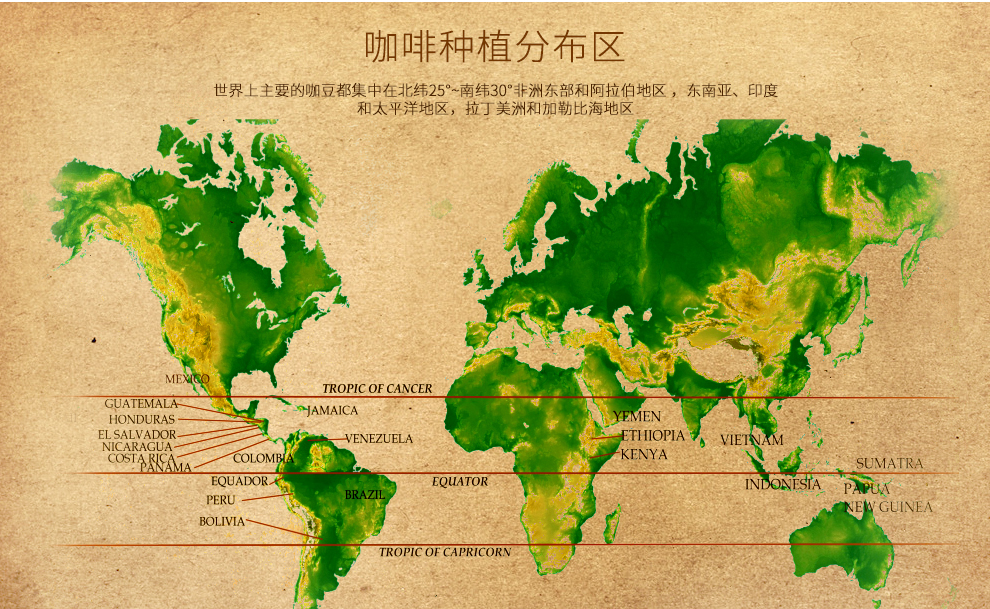 咖啡种植分布区
世界上主要的咖豆都集中在北纬25°~南纬30°非洲东部和阿拉伯地区，东南亚、印度
和太平洋地区，拉丁美洲和加勒比海地区
MEXICO
TROPIC OF CANCER
GUATEMALA
JAMAICA
HONDURAS
YEMEN
EL SALVADOR
VENEZUELA
ETHIOPIA
VIETNAM
NICARAGUA
COSTA RICA
COLOMBIA
KENYA
PANAMA
SUMATRA
EQUADOR
EQUATOR
INDONESIA
PAPUA
NEW GUINEA
PERU
BRAZIL
BOLIVIA
TROPIC OF CAPRICORN